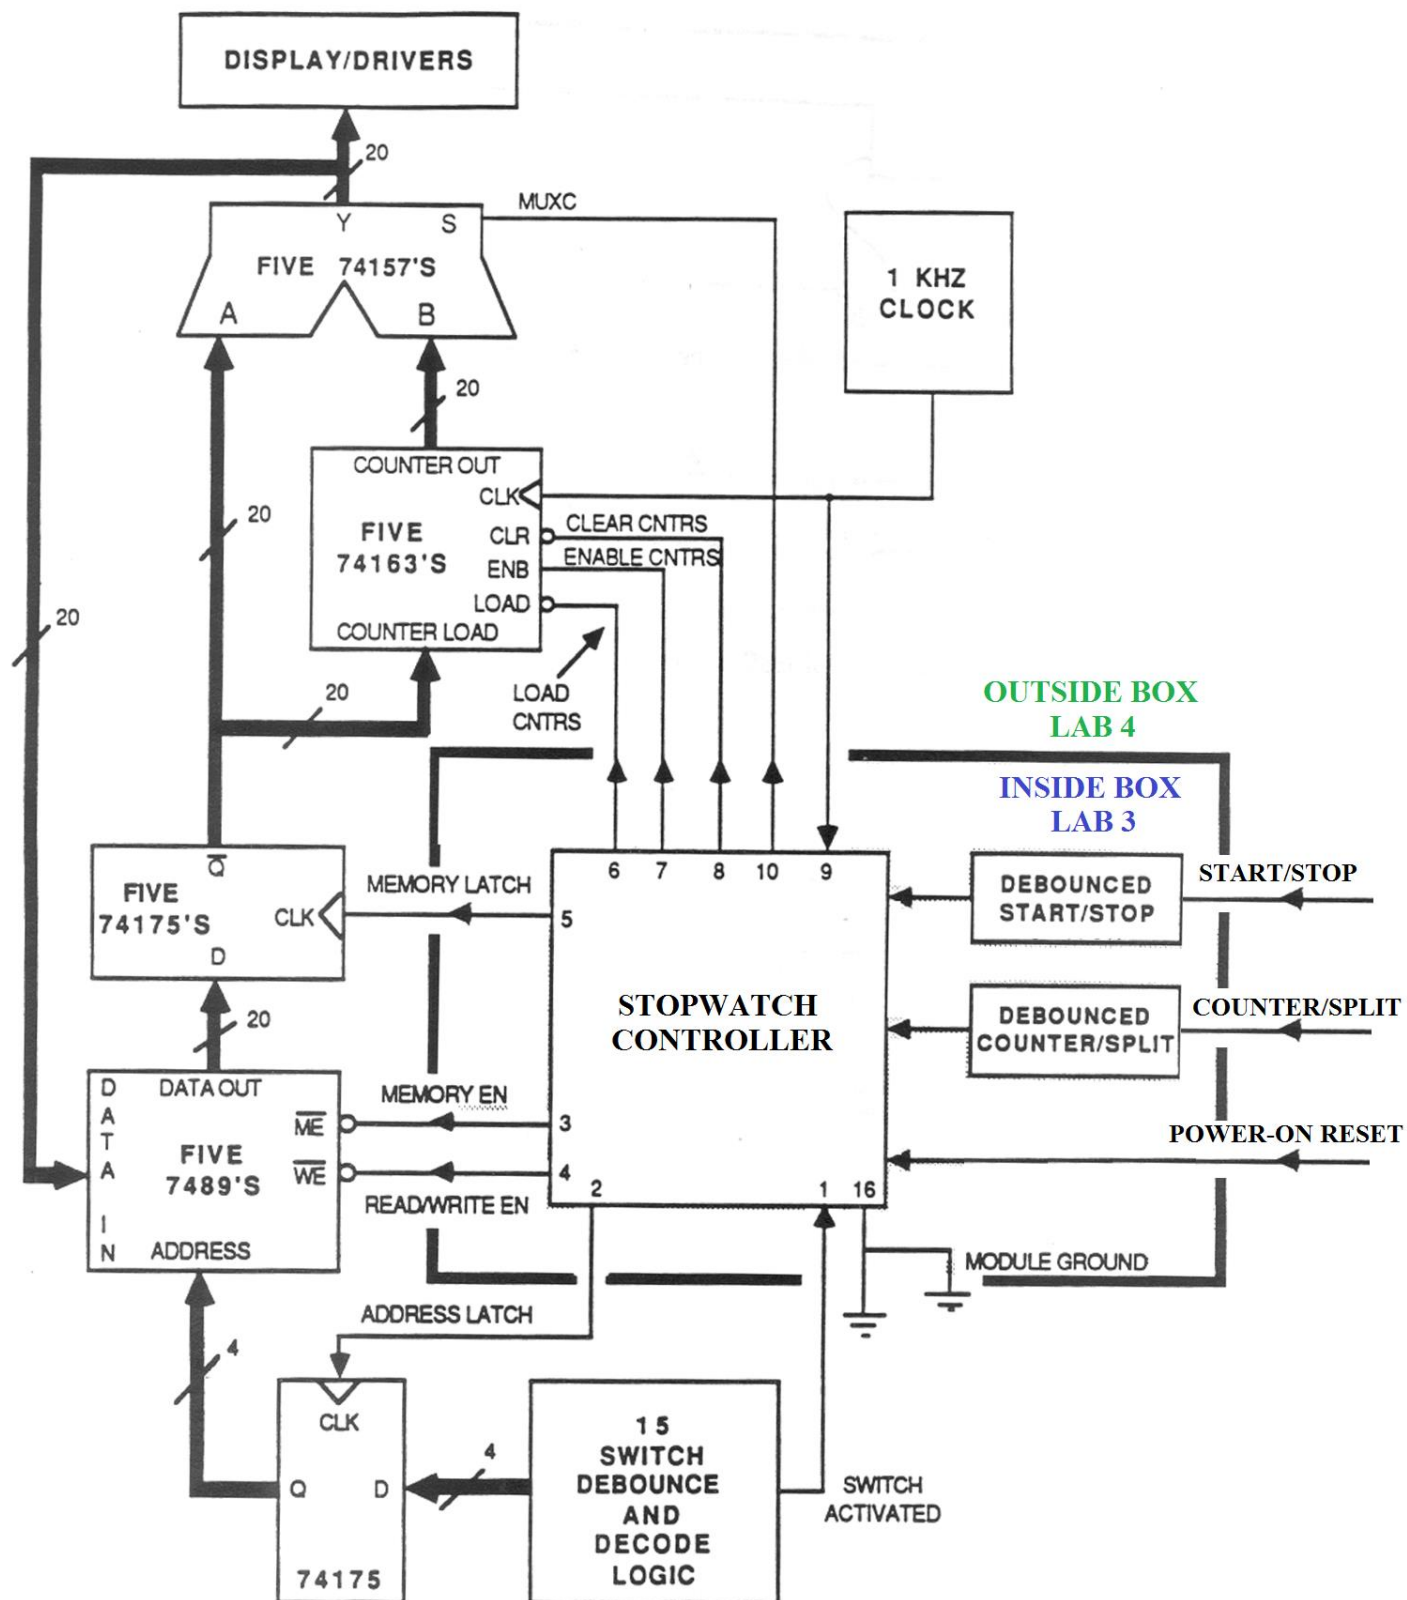 DISPLAY/DRIVERS
20
MUXC
Y
S
FIVE 74157'S
A
B
1 KHZ
CLOCK
20
COUNTER OUT
CLK
FIVE
74163'S
CLR
CLEAR CNTRS
ENB
ENABLE CNTRS
LOAD
COUNTER LOAD
20
20
20
LOAD
CNTRS
OUTSIDE BOX
LAB 4
INSIDE BOX
LAB 3
Q̅
FIVE
74175'S
CLK
D
MEMORY LATCH
6
7
8
10
9
5
DEBOUNCED
START/STOP
START/STOP
STOPWATCH
CONTROLLER
DEBOUNCED
COUNTER/SPLIT
COUNTER/SPLIT
20
DATA IN
DATA OUT
M̅E̅
FIVE
7489'S
W̅E̅
ADDRESS
MEMORY EN
3
4
READ/WRITE EN
2
1
16
POWER-ON RESET
MODULE GROUND
ADDRESS LATCH
4
CLK
Q
D
74175
4
15
SWITCH
DEBOUNCE
AND
DECODE
LOGIC
SWITCH
ACTIVATED